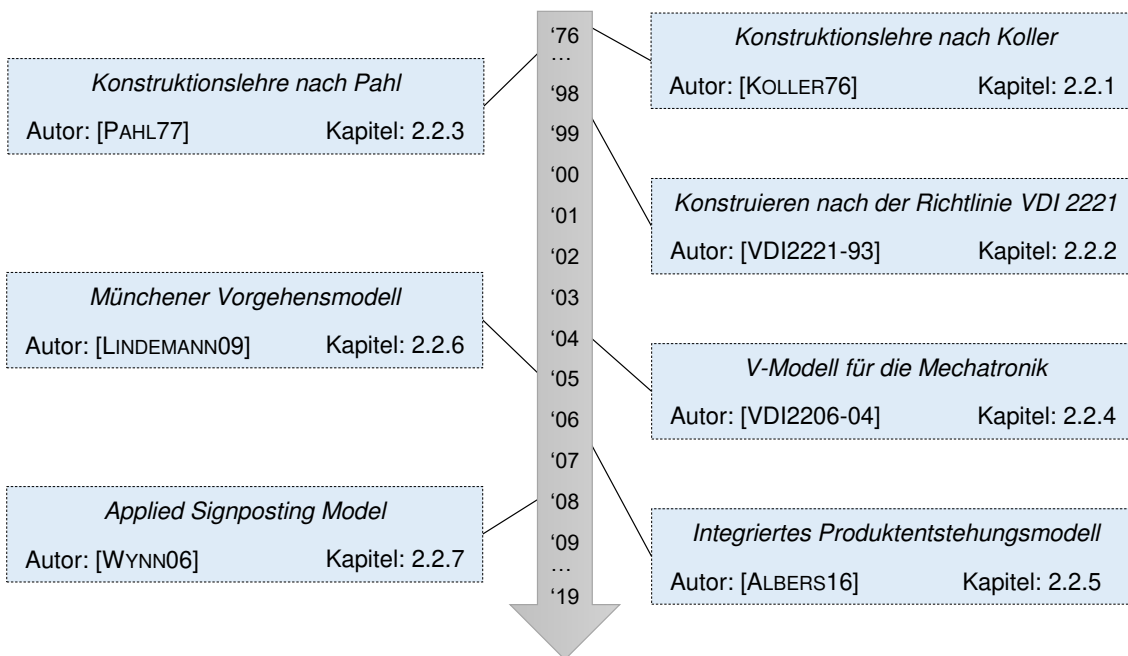 Konstruktionslehre nach Koller
Autor: [KOLLER76] Kapitel: 2.2.1
Konstruktionslehre nach Pahl
Autor: [PAHL77] Kapitel: 2.2.3
Konstruieren nach der Richtlinie VDI 2221
Autor: [VDI2221-93] Kapitel: 2.2.2
Münchener Vorgehensmodell
Autor: [LINDEMANN09] Kapitel: 2.2.6
V-Modell für die Mechatronik
Autor: [VDI2206-04] Kapitel: 2.2.4
Applied Signposting Model
Autor: [WYNN06] Kapitel: 2.2.7
Integriertes Produktentstehungsmodell
Autor: [ALBERS16] Kapitel: 2.2.5
‘76
…
‘98
‘99
‘00
‘01
‘02
‘03
‘04
‘05
‘06
‘07
‘08
‘09
…
‘19